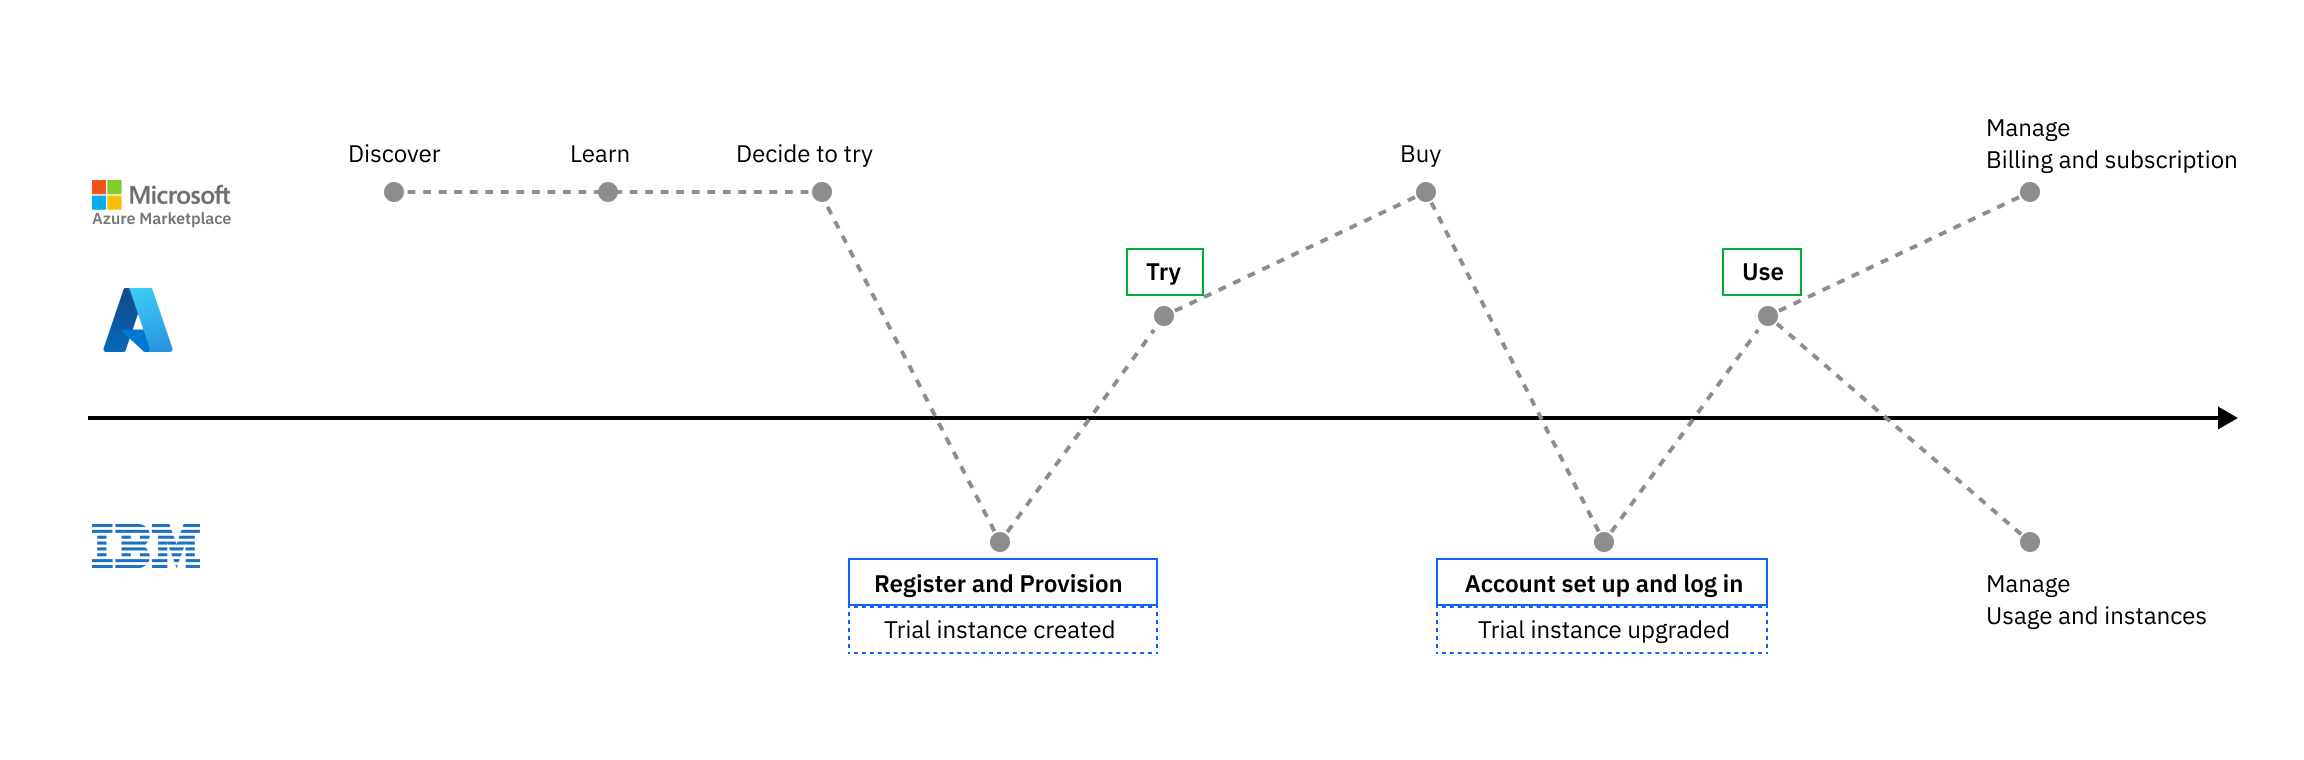 Discover
Learn
Decide to try
Buy
Manage
Billing and subscription
Microsoft
Azure Marketplace
Try
Use
IBM
Register and Provision
Trial instance created
Account set up and log in
Trial instance upgraded
Manage
Usage and instances